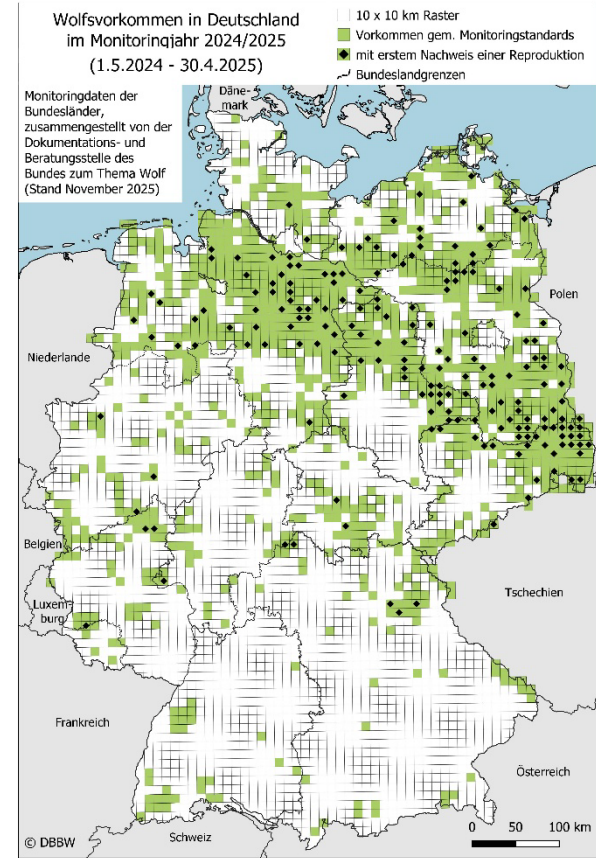 Wolfsvorkommen in Deutschland
im Monitoringjahr 2024/2025
(1.5.2024 - 30.4.2025)
Monitoringdaten der
Bundesländer,
zusammengestellt von der
Dokumentations- und
Beratungsstelle des
Bundes zum Thema Wolf
(Stand November 2025)
10 x 10 km Raster
Vorkommen gem. Monitoringstandards
mit erstem Nachweis einer Reproduktion
Bundeslandgrenzen
Däne-
mark
Polen
Niederlande
Belgien
Luxem-
burg
Tschechien
Frankreich
Österreich
Schweiz
0 50 100 km
© DBBW